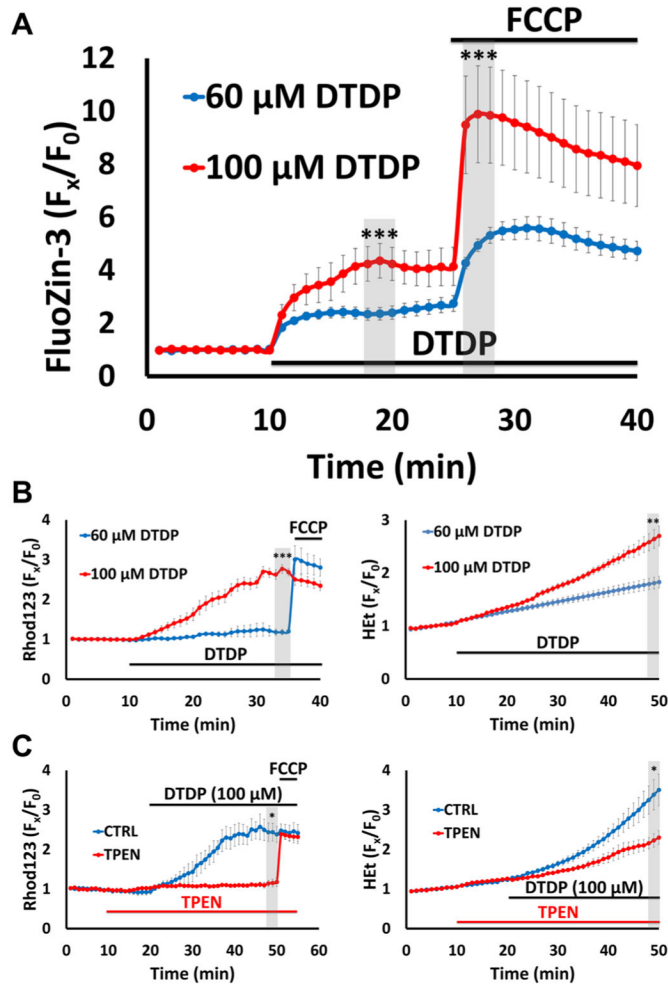 A
FCCP
***
12
60 µM DTDP
10
100 µM DTDP
8
***
6
4
2
DTDP
0
FluoZin-3 (Fx/F0)
0 10 20 30 40
Time (min)
B
4
60 µM DTDP
FCCP
***
3
100 µM DTDP
2
1
DTDP
0
Rhod123 (Fx/F0)
0 10 20 30 40
Time (min)
3
60 µM DTDP
**
100 µM DTDP
2
1
DTDP
0
HEt (Fx/F0)
0 10 20 30 40 50
Time (min)
C
4
FCCP
DTDP (100 µM)
3
*
CTRL
TPEN
2
1
TPEN
0
Rhod123 (Fx/F0)
0 10 20 30 40 50 60
Time (min)
4
*
CTRL
3
TPEN
2
1
DTDP (100 µM)
TPEN
0
HEt (Fx/F0)
0 10 20 30 40 50
Time (min)